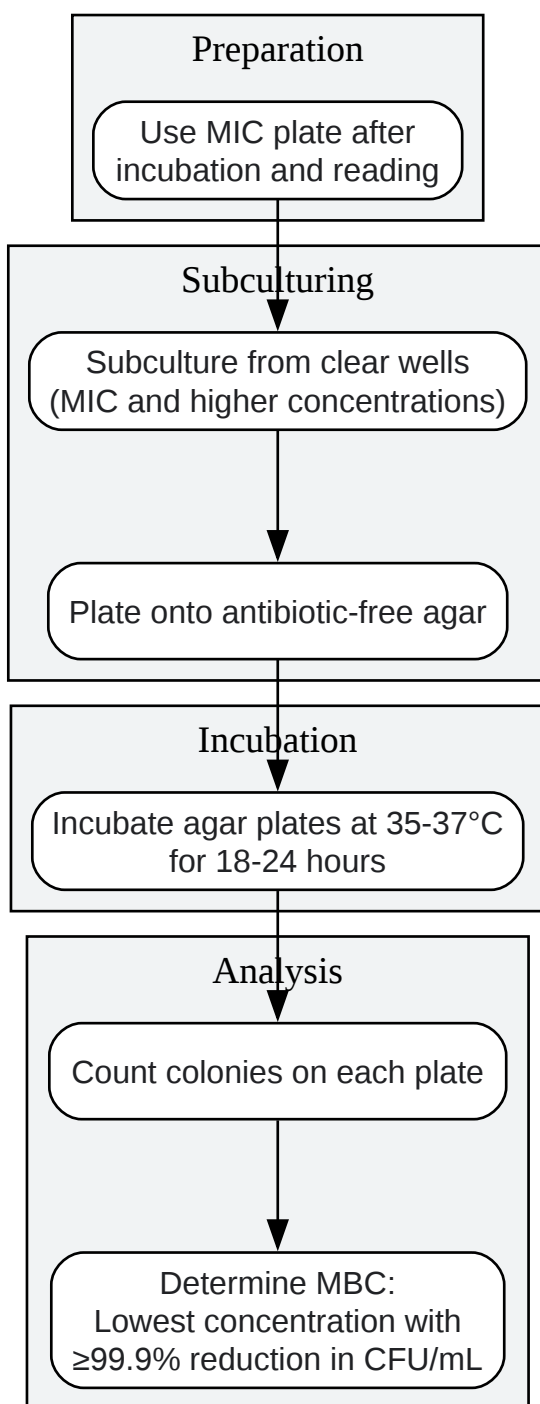 Preparation
Use MIC plate after
incubation and reading
Subculturing
Subculture from clear wells
(MIC and higher concentrations)
Plate onto antibiotic-free agar
Incubation
Incubate agar plates at 35-37°C
for 18-24 hours
Analysis
Count colonies on each plate
Determine MBC:
Lowest concentration with
≥99.9% reduction in CFU/mL